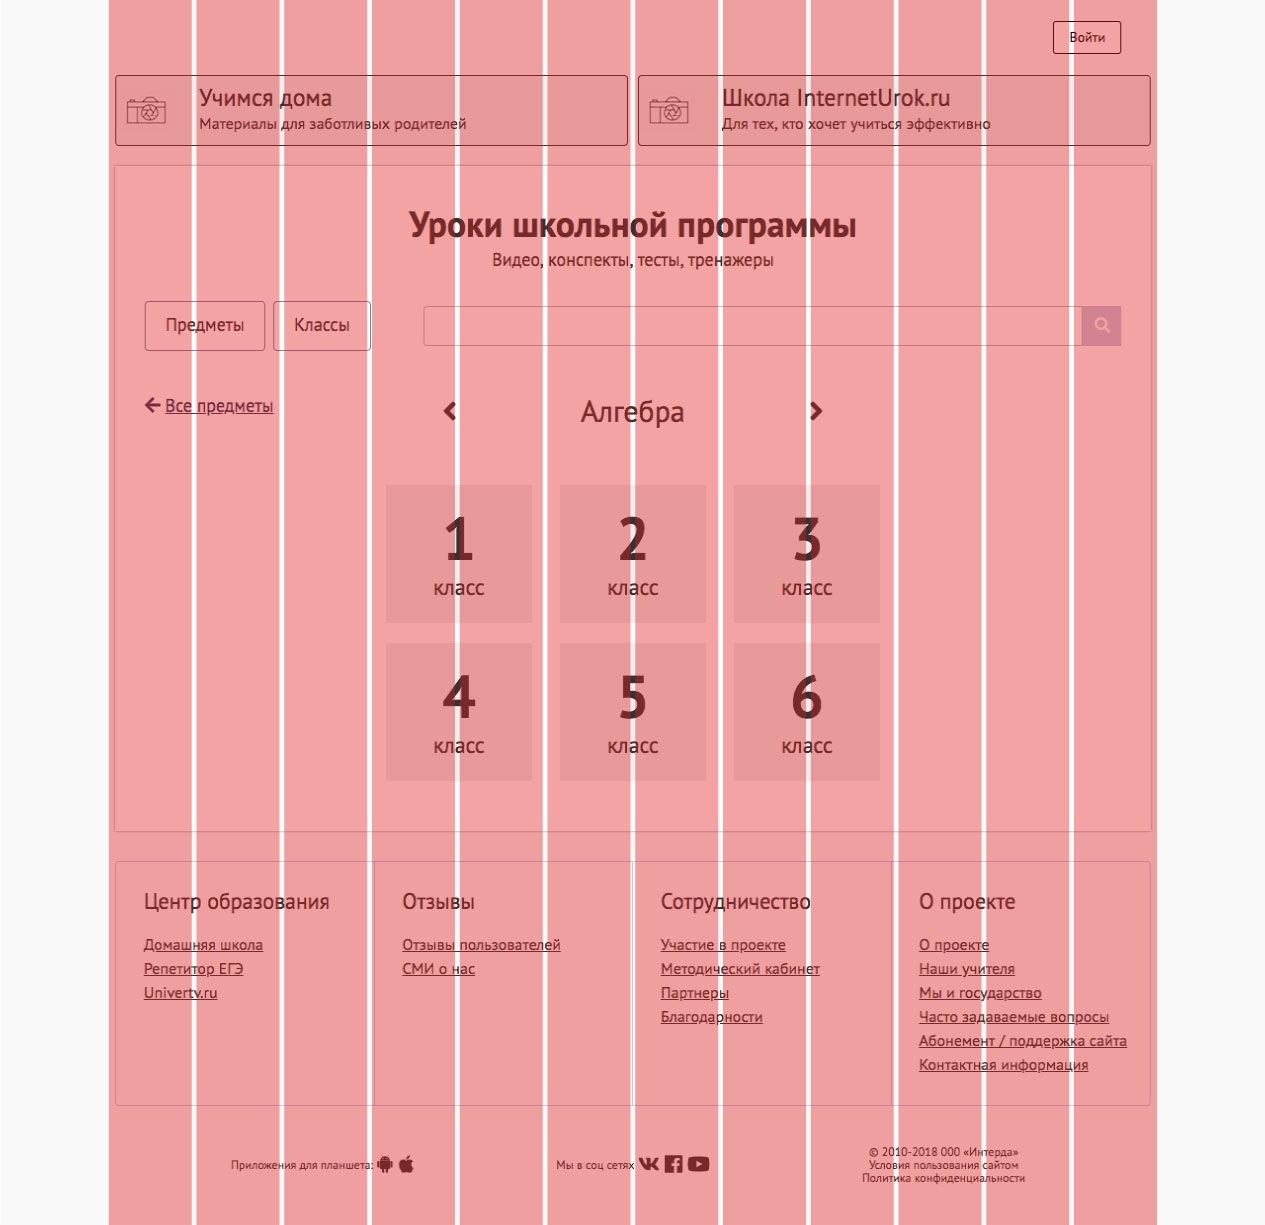 Войти
Учимся дома
Материалы для заботливых родителей
Школа InternetUrok.ru
Для тех, кто хочет учиться эффективно
Уроки школьной программы
Видео, конспекты, тесты, тренажеры
Предметы
Классы
Все предметы
Алгебра
1
класс
2
класс
3
класс
4
класс
5
класс
6
класс
Центр образования
Домашняя школа
Репетитор ЕГЭ
Univertv.ru
Отзывы
Отзывы пользователей
СМИ о нас
Сотрудничество
Участие в проекте
Методический кабинет
Партнеры
Благодарности
О проекте
О проекте
Наши учителя
Мы и государство
Часто задаваемые вопросы
Абонемент / поддержка сайта
Контактная информация
Приложения для планшета:
Мы в соц сетях
© 2010-2018 ООО «Интерда»
Условия пользования сайтом
Политика конфиденциальности